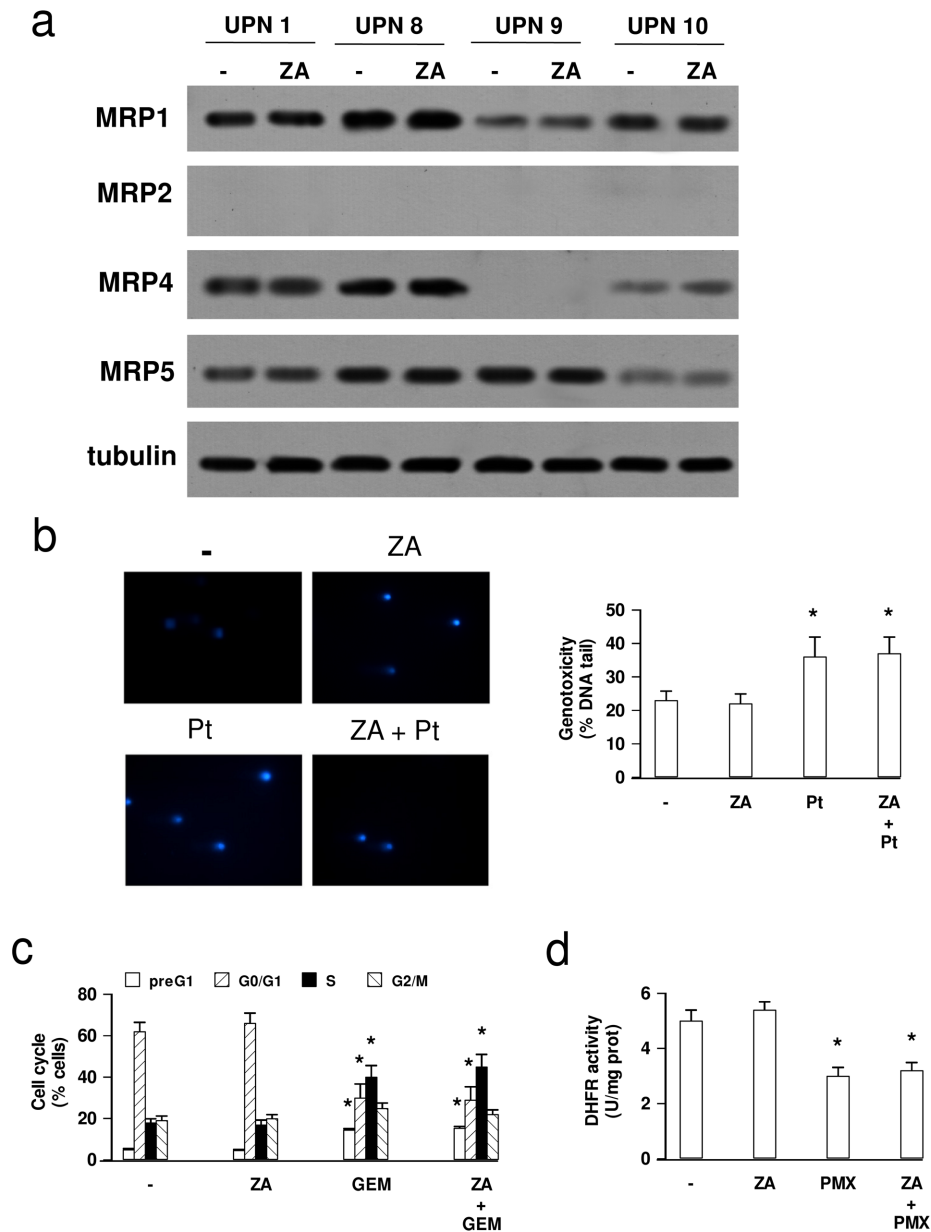 a
UPN 1 UPN 8 UPN 9 UPN 10
- ZA - ZA - ZA - ZA
MRP1
MRP2
MRP4
MRP5
tubulin
b
- ZA
Pt ZA + Pt
Genotoxicity
(% DNA tail)
50
40
30
20
10
0
* *
- ZA Pt ZA
+
Pt
c
preG1 G0/G1 S G2/M
Cell cycle
(% cells)
80
60
40
20
0
* * * * * *
- ZA GEM ZA
+
GEM
d
DHFR activity
(U/mg prot)
6
4
2
0
* *
- ZA PMX ZA
+
PMX